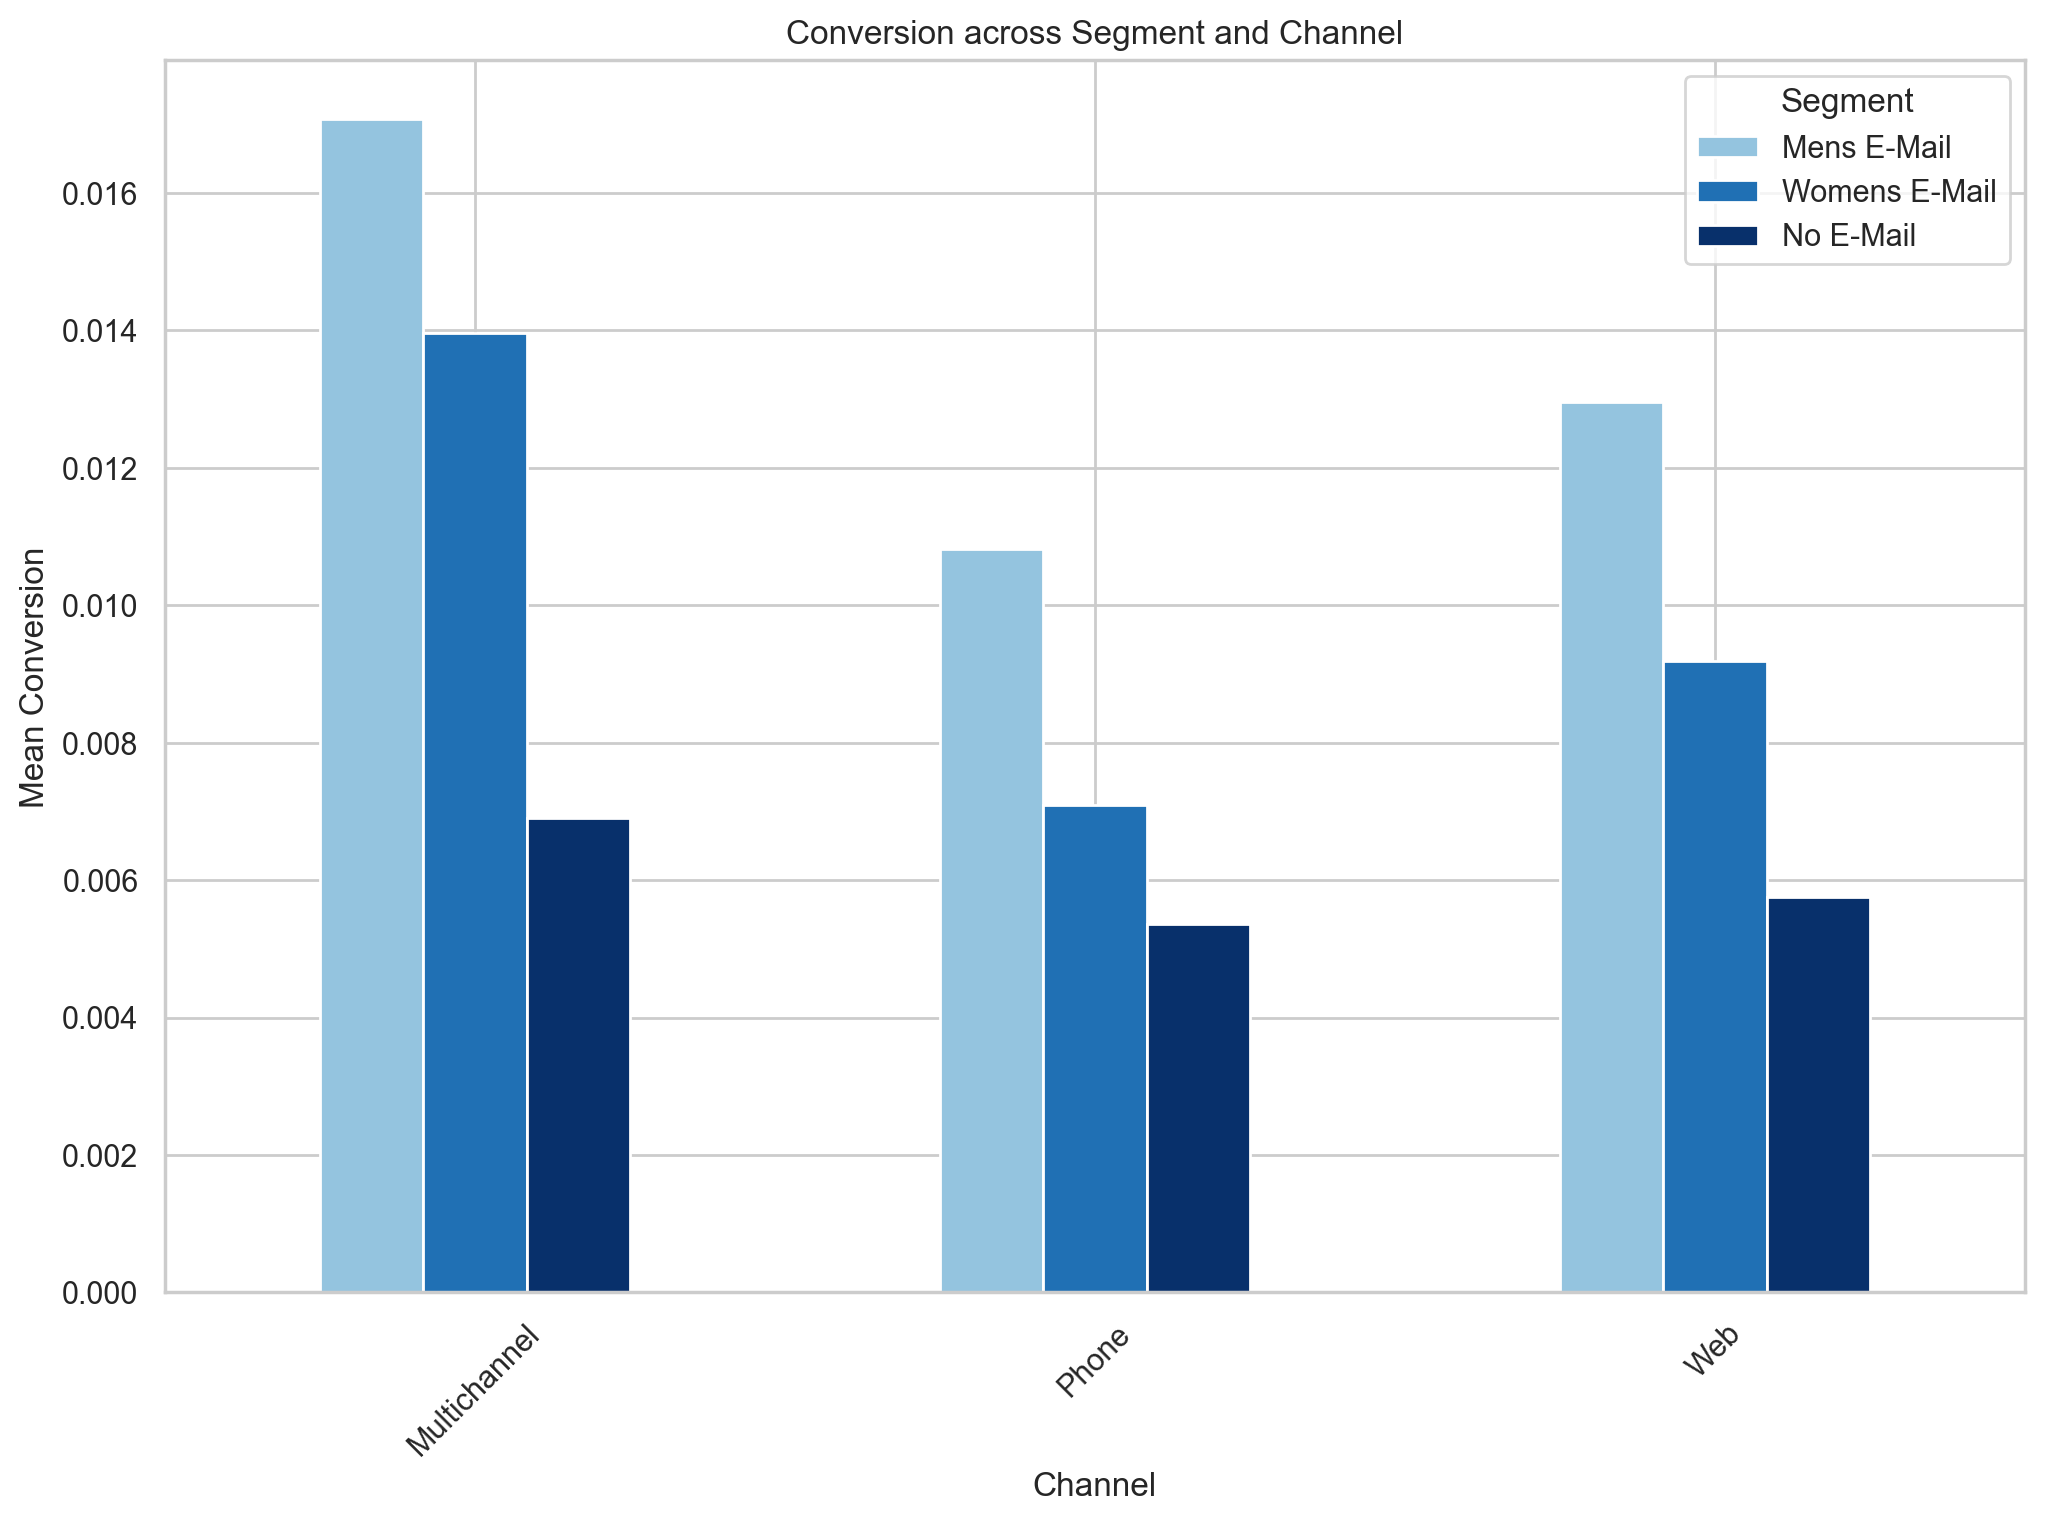 Conversion across Segment and Channel
Segment
Mens E-Mail
Womens E-Mail
No E-Mail
Mean Conversion
0.016
0.014
0.012
0.010
0.008
0.006
0.004
0.002
0.000
Multichannel
Phone
Web
Channel